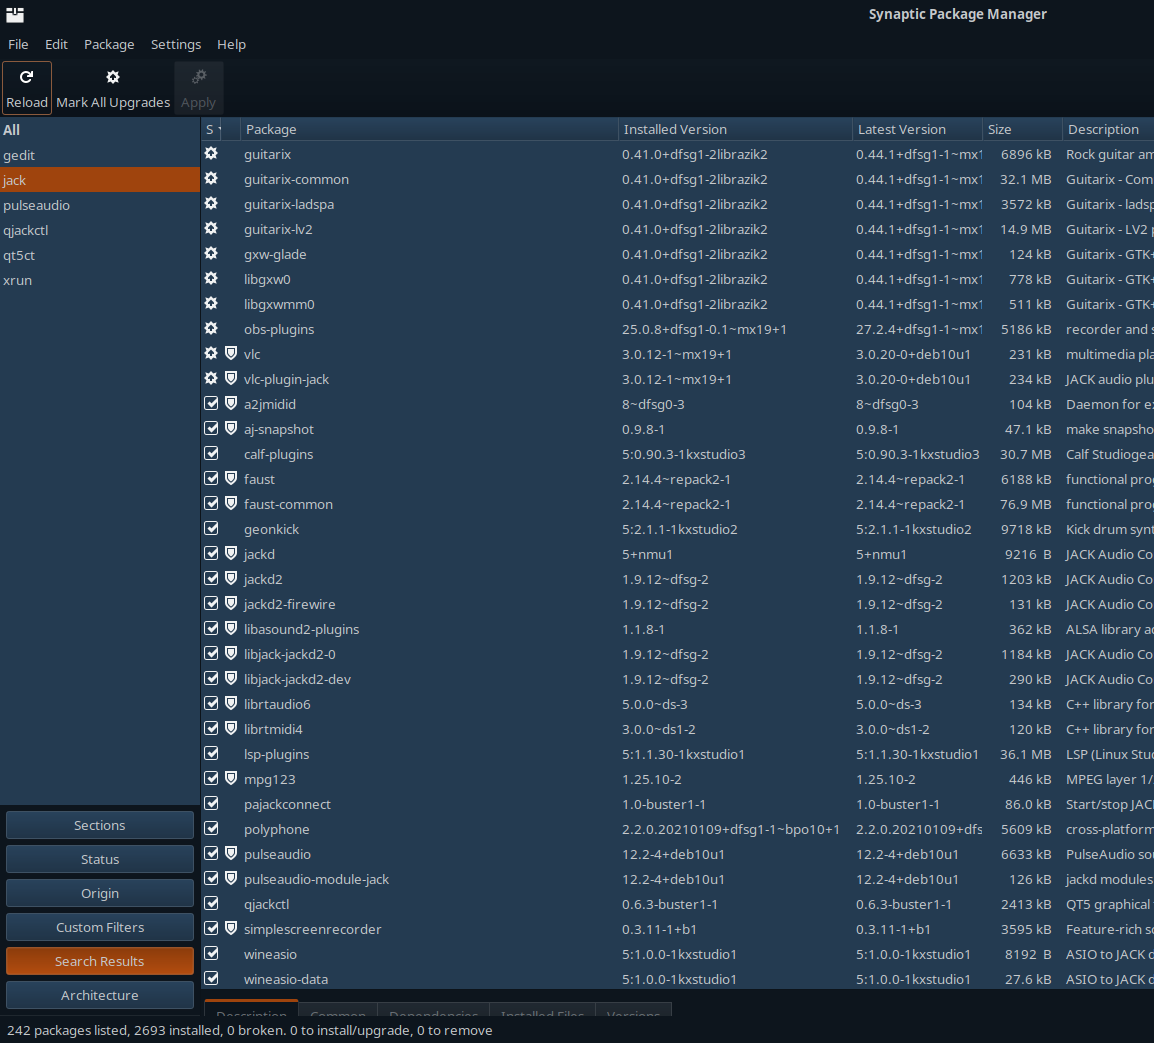 Synaptic Package Manager
File Edit Package Settings Help
Reload Mark All Upgrades Apply
All
gedit
jack
pulseaudio
qjackctl
qt5ct
xrun
Sections
Status
Origin
Custom Filters
Search Results
Architecture
S Package Installed Version Latest Version Size Description
guitarix 0.41.0+dfsg1-2librazik2 0.44.1+dfsg1-1~mx1 6896 kB Rock guitar am
guitarix-common 0.41.0+dfsg1-2librazik2 0.44.1+dfsg1-1~mx1 32.1 MB Guitarix - Com
guitarix-ladspa 0.41.0+dfsg1-2librazik2 0.44.1+dfsg1-1~mx1 3572 kB Guitarix - ladsp
guitarix-lv2 0.41.0+dfsg1-2librazik2 0.44.1+dfsg1-1~mx1 14.9 MB Guitarix - LV2 p
gxw-glade 0.41.0+dfsg1-2librazik2 0.44.1+dfsg1-1~mx1 124 kB Guitarix - GTK+
libgxw0 0.41.0+dfsg1-2librazik2 0.44.1+dfsg1-1~mx1 778 kB Guitarix - GTK+
libgxwmm0 0.41.0+dfsg1-2librazik2 0.44.1+dfsg1-1~mx1 511 kB Guitarix - GTK+
obs-plugins 25.0.8+dfsg1-0.1~mx19+1 27.2.4+dfsg1-1~mx1 5186 kB recorder and s
vlc 3.0.12-1~mx19+1 3.0.20-0+deb10u1 231 kB multimedia pla
vlc-plugin-jack 3.0.12-1~mx19+1 3.0.20-0+deb10u1 234 kB JACK audio plu
a2jmidid 8~dfsg0-3 8~dfsg0-3 104 kB Daemon for e
aj-snapshot 0.9.8-1 0.9.8-1 47.1 kB make snapsho
calf-plugins 5:0.90.3-1kxstudio3 5:0.90.3-1kxstudio3 30.7 MB Calf Studiogea
faust 2.14.4~repack2-1 2.14.4~repack2-1 6188 kB functional prog
faust-common 2.14.4~repack2-1 2.14.4~repack2-1 76.9 MB functional prog
geonkick 5:2.1.1-1kxstudio2 5:2.1.1-1kxstudio2 9718 kB Kick drum synt
jackd 5+nmu1 5+nmu1 9216 B JACK Audio Co
jackd2 1.9.12~dfsg-2 1.9.12~dfsg-2 1203 kB JACK Audio Co
jackd2-firewire 1.9.12~dfsg-2 1.9.12~dfsg-2 131 kB JACK Audio Co
libasound2-plugins 1.1.8-1 1.1.8-1 362 kB ALSA library ad
libjack-jackd2-0 1.9.12~dfsg-2 1.9.12~dfsg-2 1184 kB JACK Audio Co
libjack-jackd2-dev 1.9.12~dfsg-2 1.9.12~dfsg-2 290 kB JACK Audio Co
librtaudio6 5.0.0~ds-3 5.0.0~ds-3 134 kB C++ library for
librtmidi4 3.0.0~ds1-2 3.0.0~ds1-2 120 kB C++ library for
lsp-plugins 5:1.1.30-1kxstudio1 5:1.1.30-1kxstudio1 36.1 MB LSP (Linux Stud
mpg123 1.25.10-2 1.25.10-2 446 kB MPEG layer 1/
pajackconnect 1.0-buster1-1 1.0-buster1-1 86.0 kB Start/stop JAC
polyphone 2.2.0.20210109+dfsg1-1~bpo10+1 2.2.0.20210109+dfs 5609 kB cross-platform
pulseaudio 12.2-4+deb10u1 12.2-4+deb10u1 6633 kB PulseAudio so
pulseaudio-module-jack 12.2-4+deb10u1 12.2-4+deb10u1 126 kB jackd modules
qjackctl 0.6.3-buster1-1 0.6.3-buster1-1 2413 kB QT5 graphical
simplescreenrecorder 0.3.11-1+b1 0.3.11-1+b1 3595 kB Feature-rich sc
wineasio 5:1.0.0-1kxstudio1 5:1.0.0-1kxstudio1 8192 B ASIO to JACK d
wineasio-data 5:1.0.0-1kxstudio1 5:1.0.0-1kxstudio1 27.6 kB ASIO to JACK d
Description Common Dependencies Installed Files Versions
242 packages listed, 2693 installed, 0 broken. 0 to install/upgrade, 0 to remove